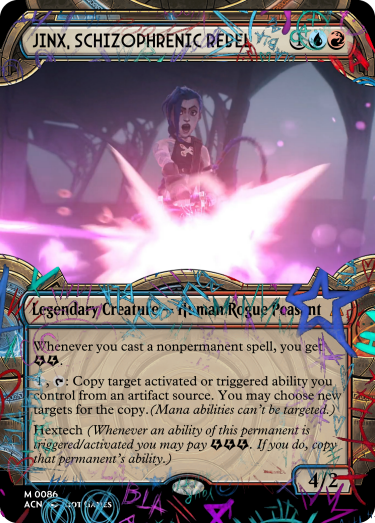 JINX, SCHIZOPHRENIC REBEL
Legendary Creature — Human Rogue Peasant
Whenever you cast a nonpermanent spell, you get
1, : Copy target activated or triggered ability you
control from an artifact source. You may choose new
targets for the copy.(Mana abilities can't be targeted.)
Hextech (Whenever an ability of this permanent is
triggered/activated you may pay . If you do, copy
that permanent's ability.)
4/2
M 0086
ACN
GAMES
BLA